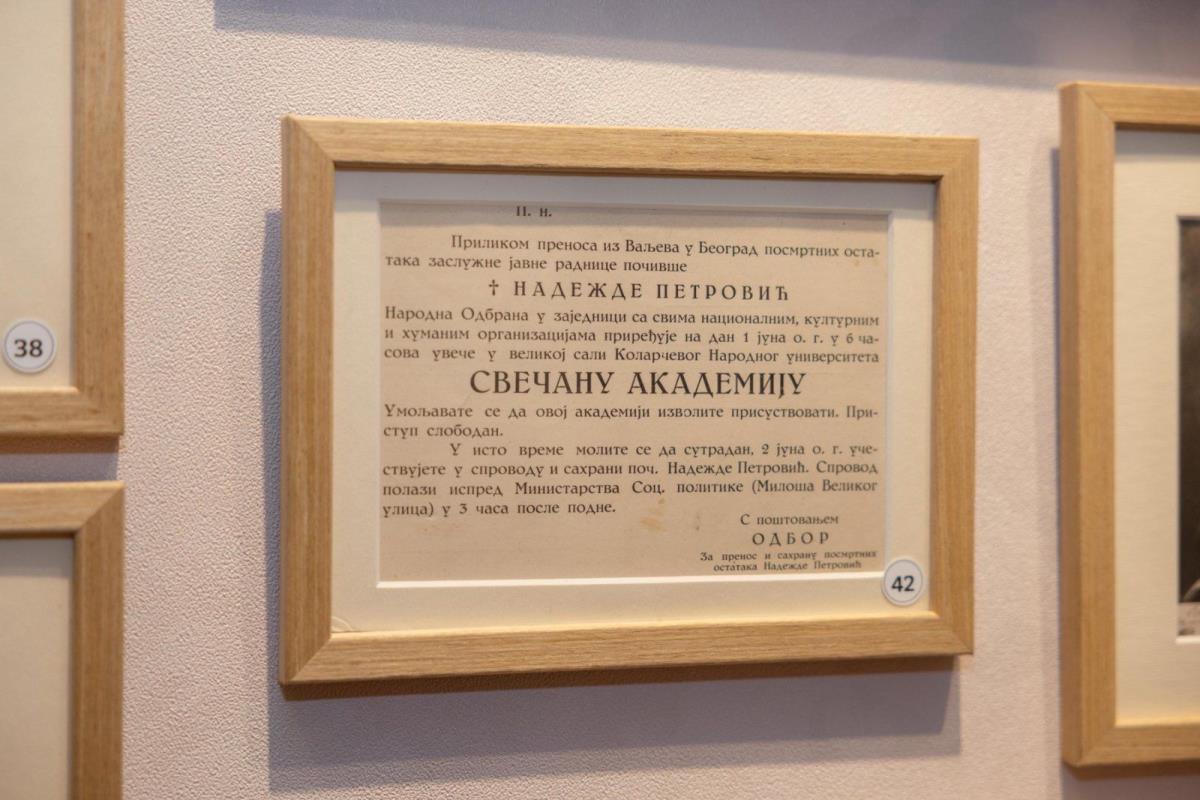 П. н.
Приликом преноса из Ваљева у Београд посмртних оста-
така заслужне јавне раднице почивше
† НАДЕЖДЕ ПЕТРОВИЋ
Народна Одбрана у заједници са свима националним, културним
и хуманим организацијама приређује на дан 1 јуна о. г. у 6 ча-
сова увече у великој сали Коларчевог Народног университета
СВЕЧАНУ АКАДЕМИЈУ
Умољавате се да овој академији изволите присуствовати. При-
ступ слободан.
У исто време молите се да сутрадан, 2 јуна о. г. уче-
ствујете у спроводу и сахрани поч. Надежде Петровић. Спровод
полази испред Министарства Соц. политике (Милоша Великог
улица) у 3 часа после подне.
С поштовањем
ОДБОР
За пренос и сахрану посмртних
остатака Надежде Петровић
42
38